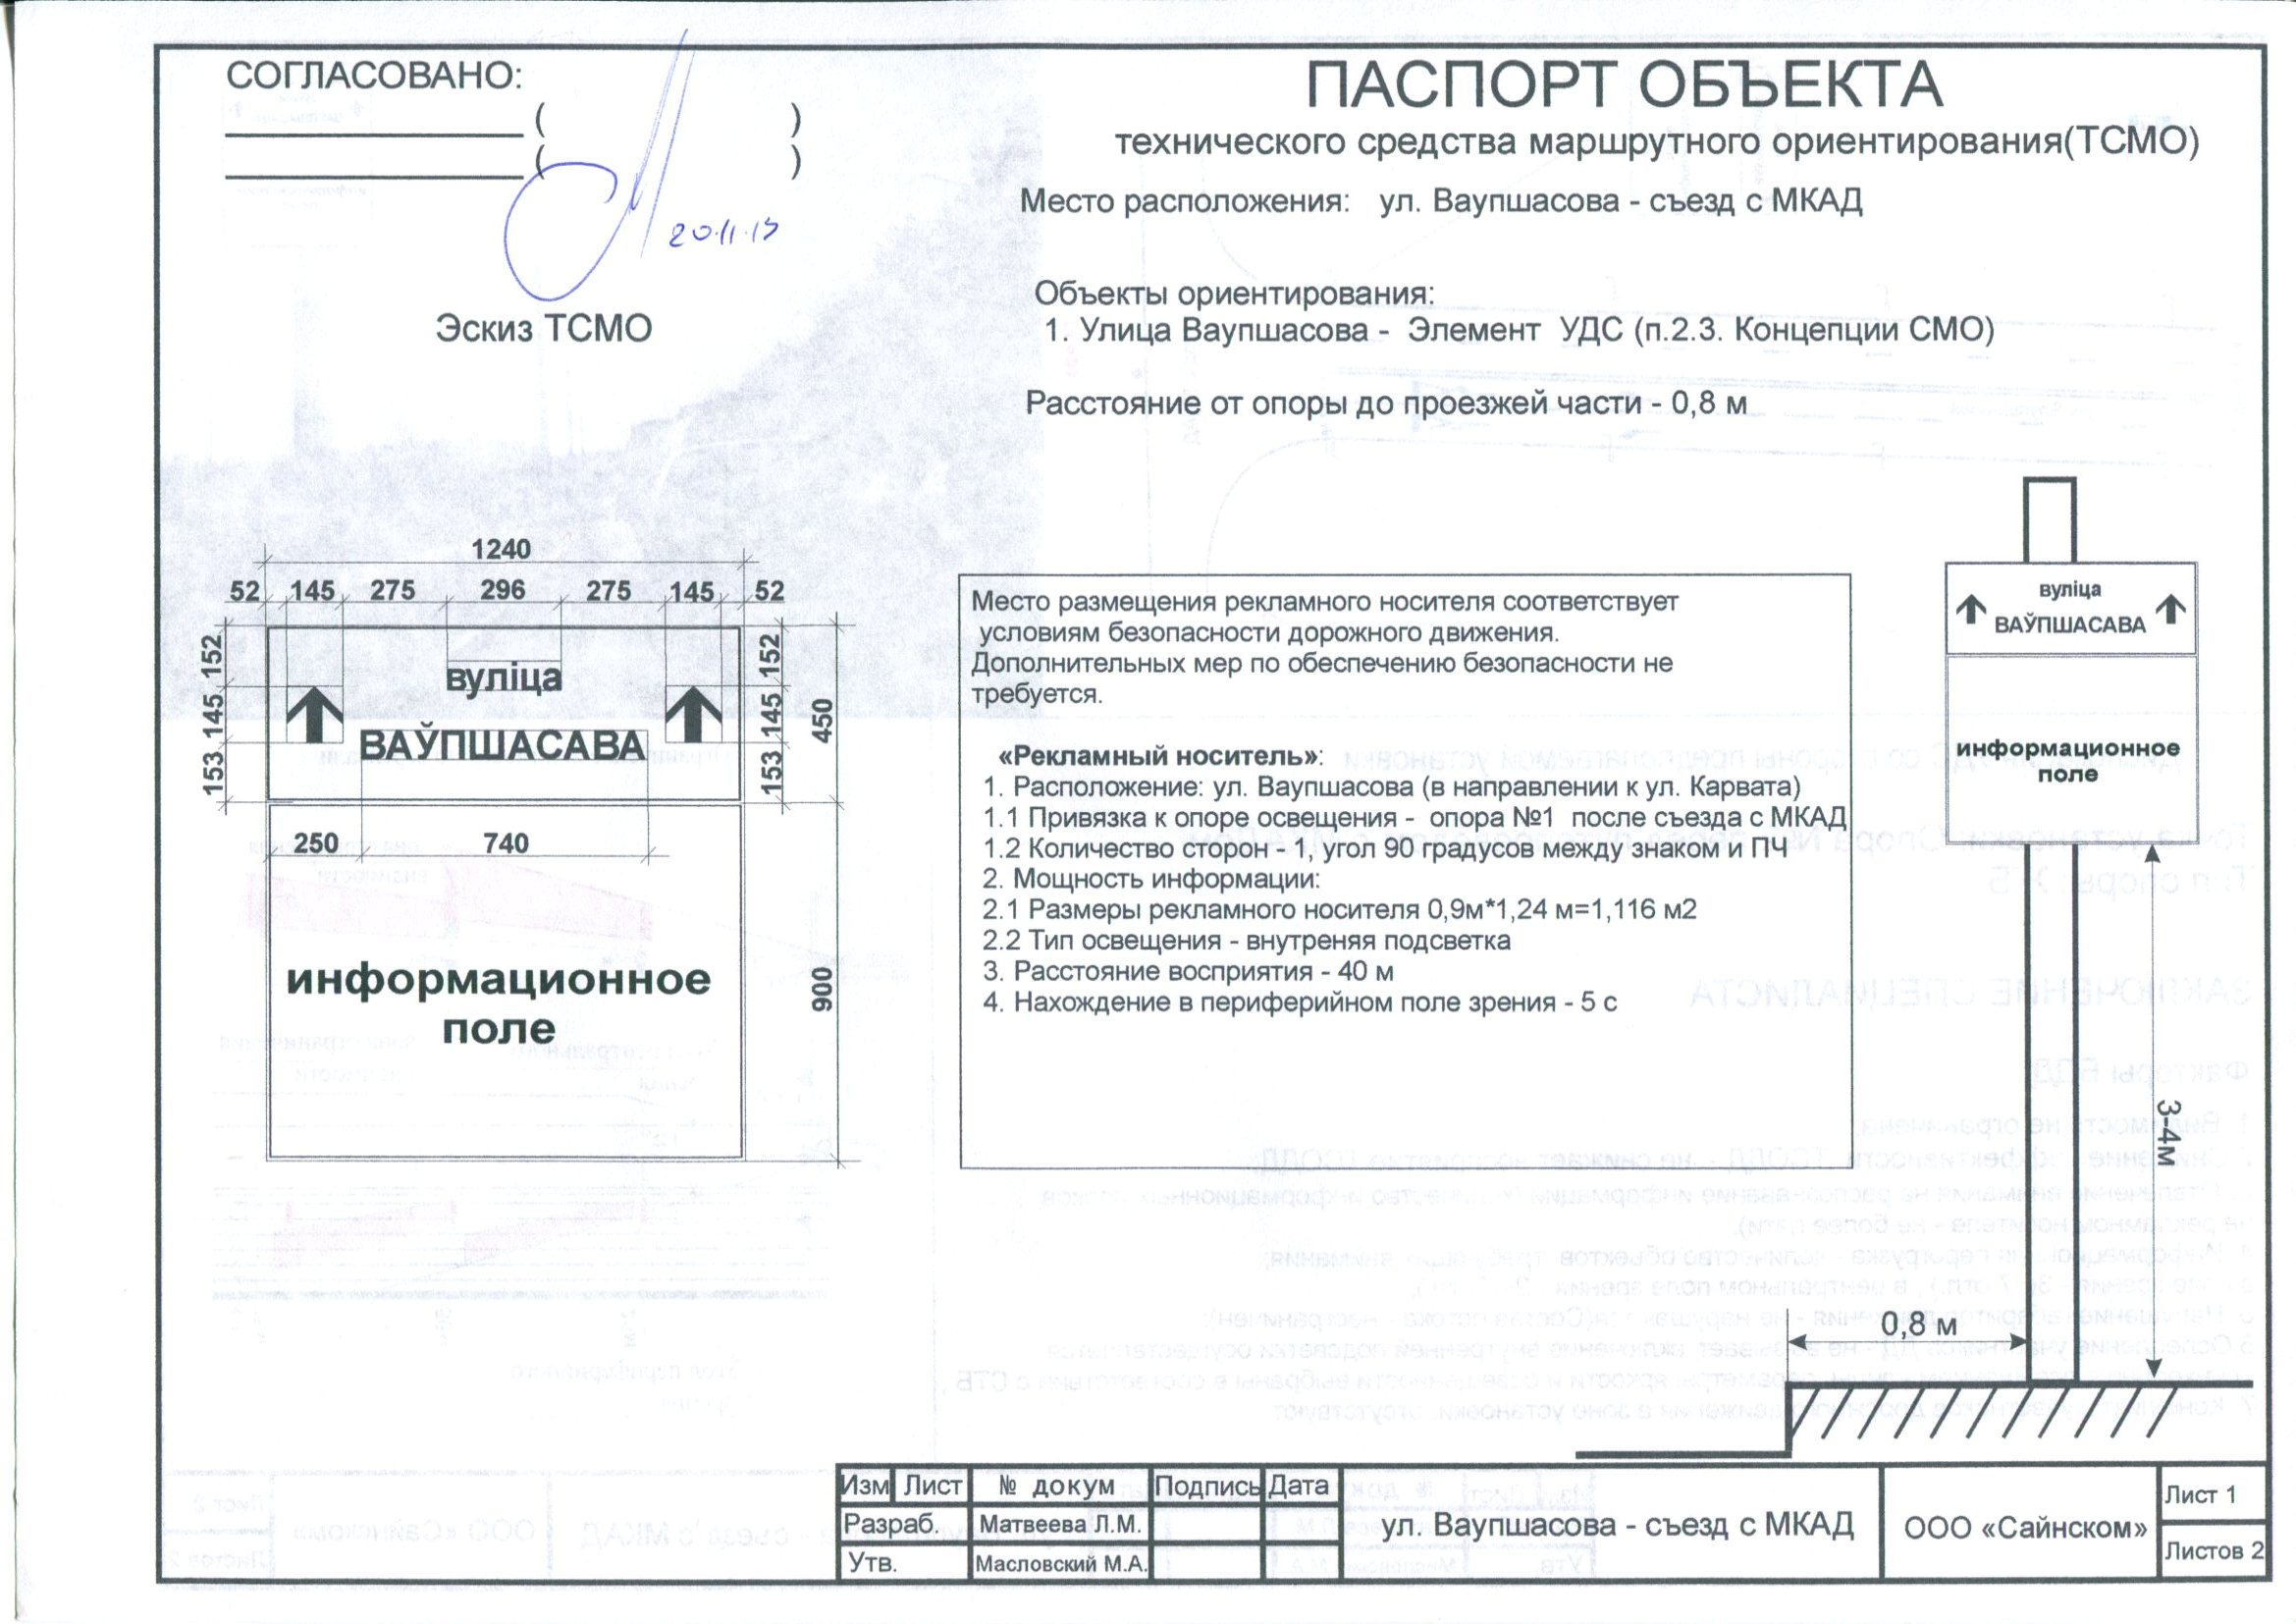 СОГЛАСОВАНО:
( )
( )
20.11.13
Эскиз ТСМО
ПАСПОРТ ОБЪЕКТА
технического средства маршрутного ориентирования(ТСМО)
Место расположения: ул. Ваупшасова - съезд с МКАД
Объекты ориентирования:
1. Улица Ваупшасова - Элемент УДС (п.2.3. Концепции СМО)
Расстояние от опоры до проезжей части - 0,8 м
1240
52 145 275 296 275 145 52
152 145 153
вуліца
ВАЎПШАСАВА
152 145 153
450
250 740
информационное
поле
900
Место размещения рекламного носителя соответствует
условиям безопасности дорожного движения.
Дополнительных мер по обеспечению безопасности не
требуется.
«Рекламный носитель»:
1. Расположение: ул. Ваупшасова (в направлении к ул. Карвата)
1.1 Привязка к опоре освещения - опора №1 после съезда с МКАД
1.2 Количество сторон - 1, угол 90 градусов между знаком и ПЧ
2. Мощность информации:
2.1 Размеры рекламного носителя 0,9м*1,24 м=1,116 м2
2.2 Тип освещения - внутреняя подсветка
3. Расстояние восприятия - 40 м
4. Нахождение в периферийном поле зрения - 5 с
вуліца
ВАЎПШАСАВА
информационное
поле
3-4м
0,8 м
Изм Лист № докум Подпись Дата
Разраб. Матвеева Л.М.
Утв. Масловский М.А.
ул. Ваупшасова - съезд с МКАД
ООО «Сайнском»
Лист 1
Листов 2